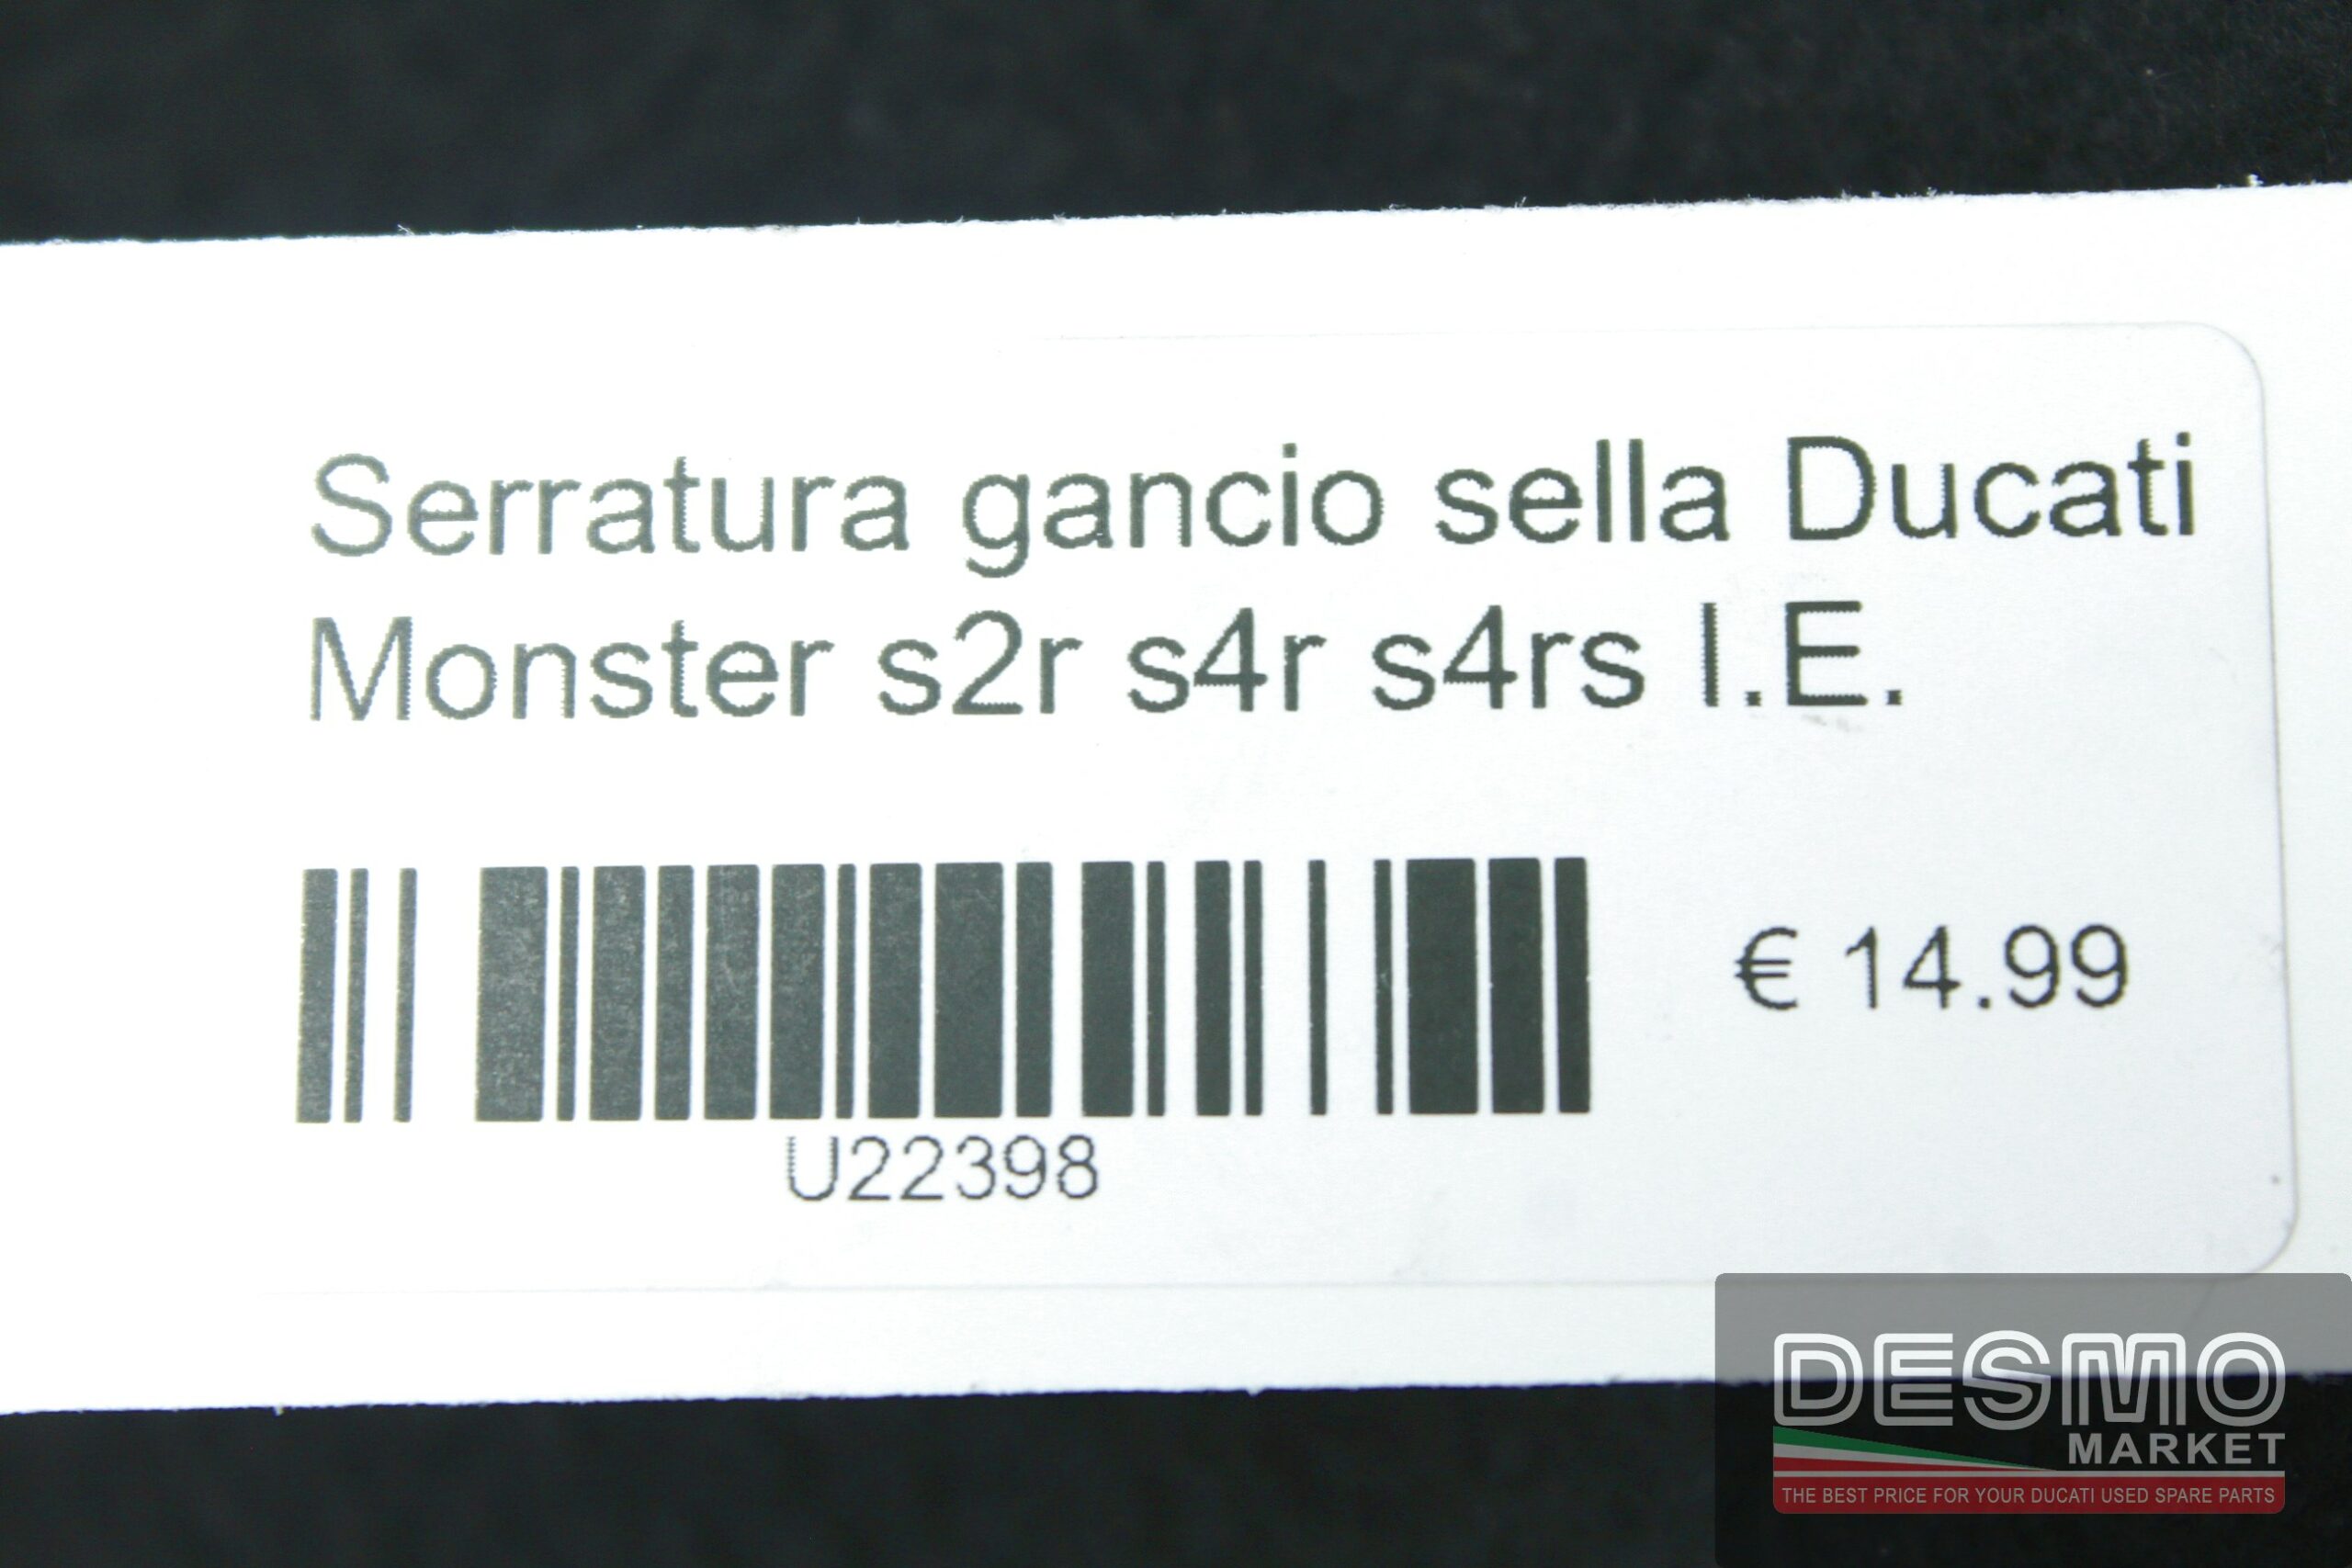 Serratura gancio sella Ducati
Monster s2r s4r s4rs I.E.
€ 14.99
U22398
DESMO
MARKET
THE BEST PRICE FOR YOUR DUCATI USED SPARE PARTS